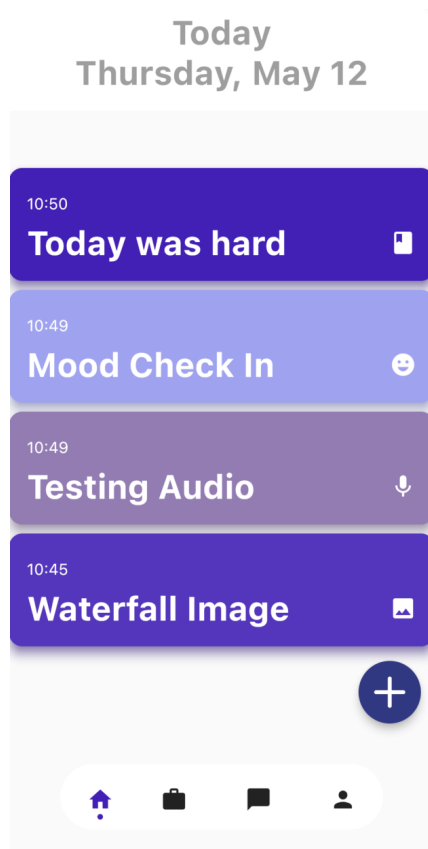 Today
Thursday, May 12
10:50
Today was hard
10:49
Mood Check In
10:49
Testing Audio
10:45
Waterfall Image